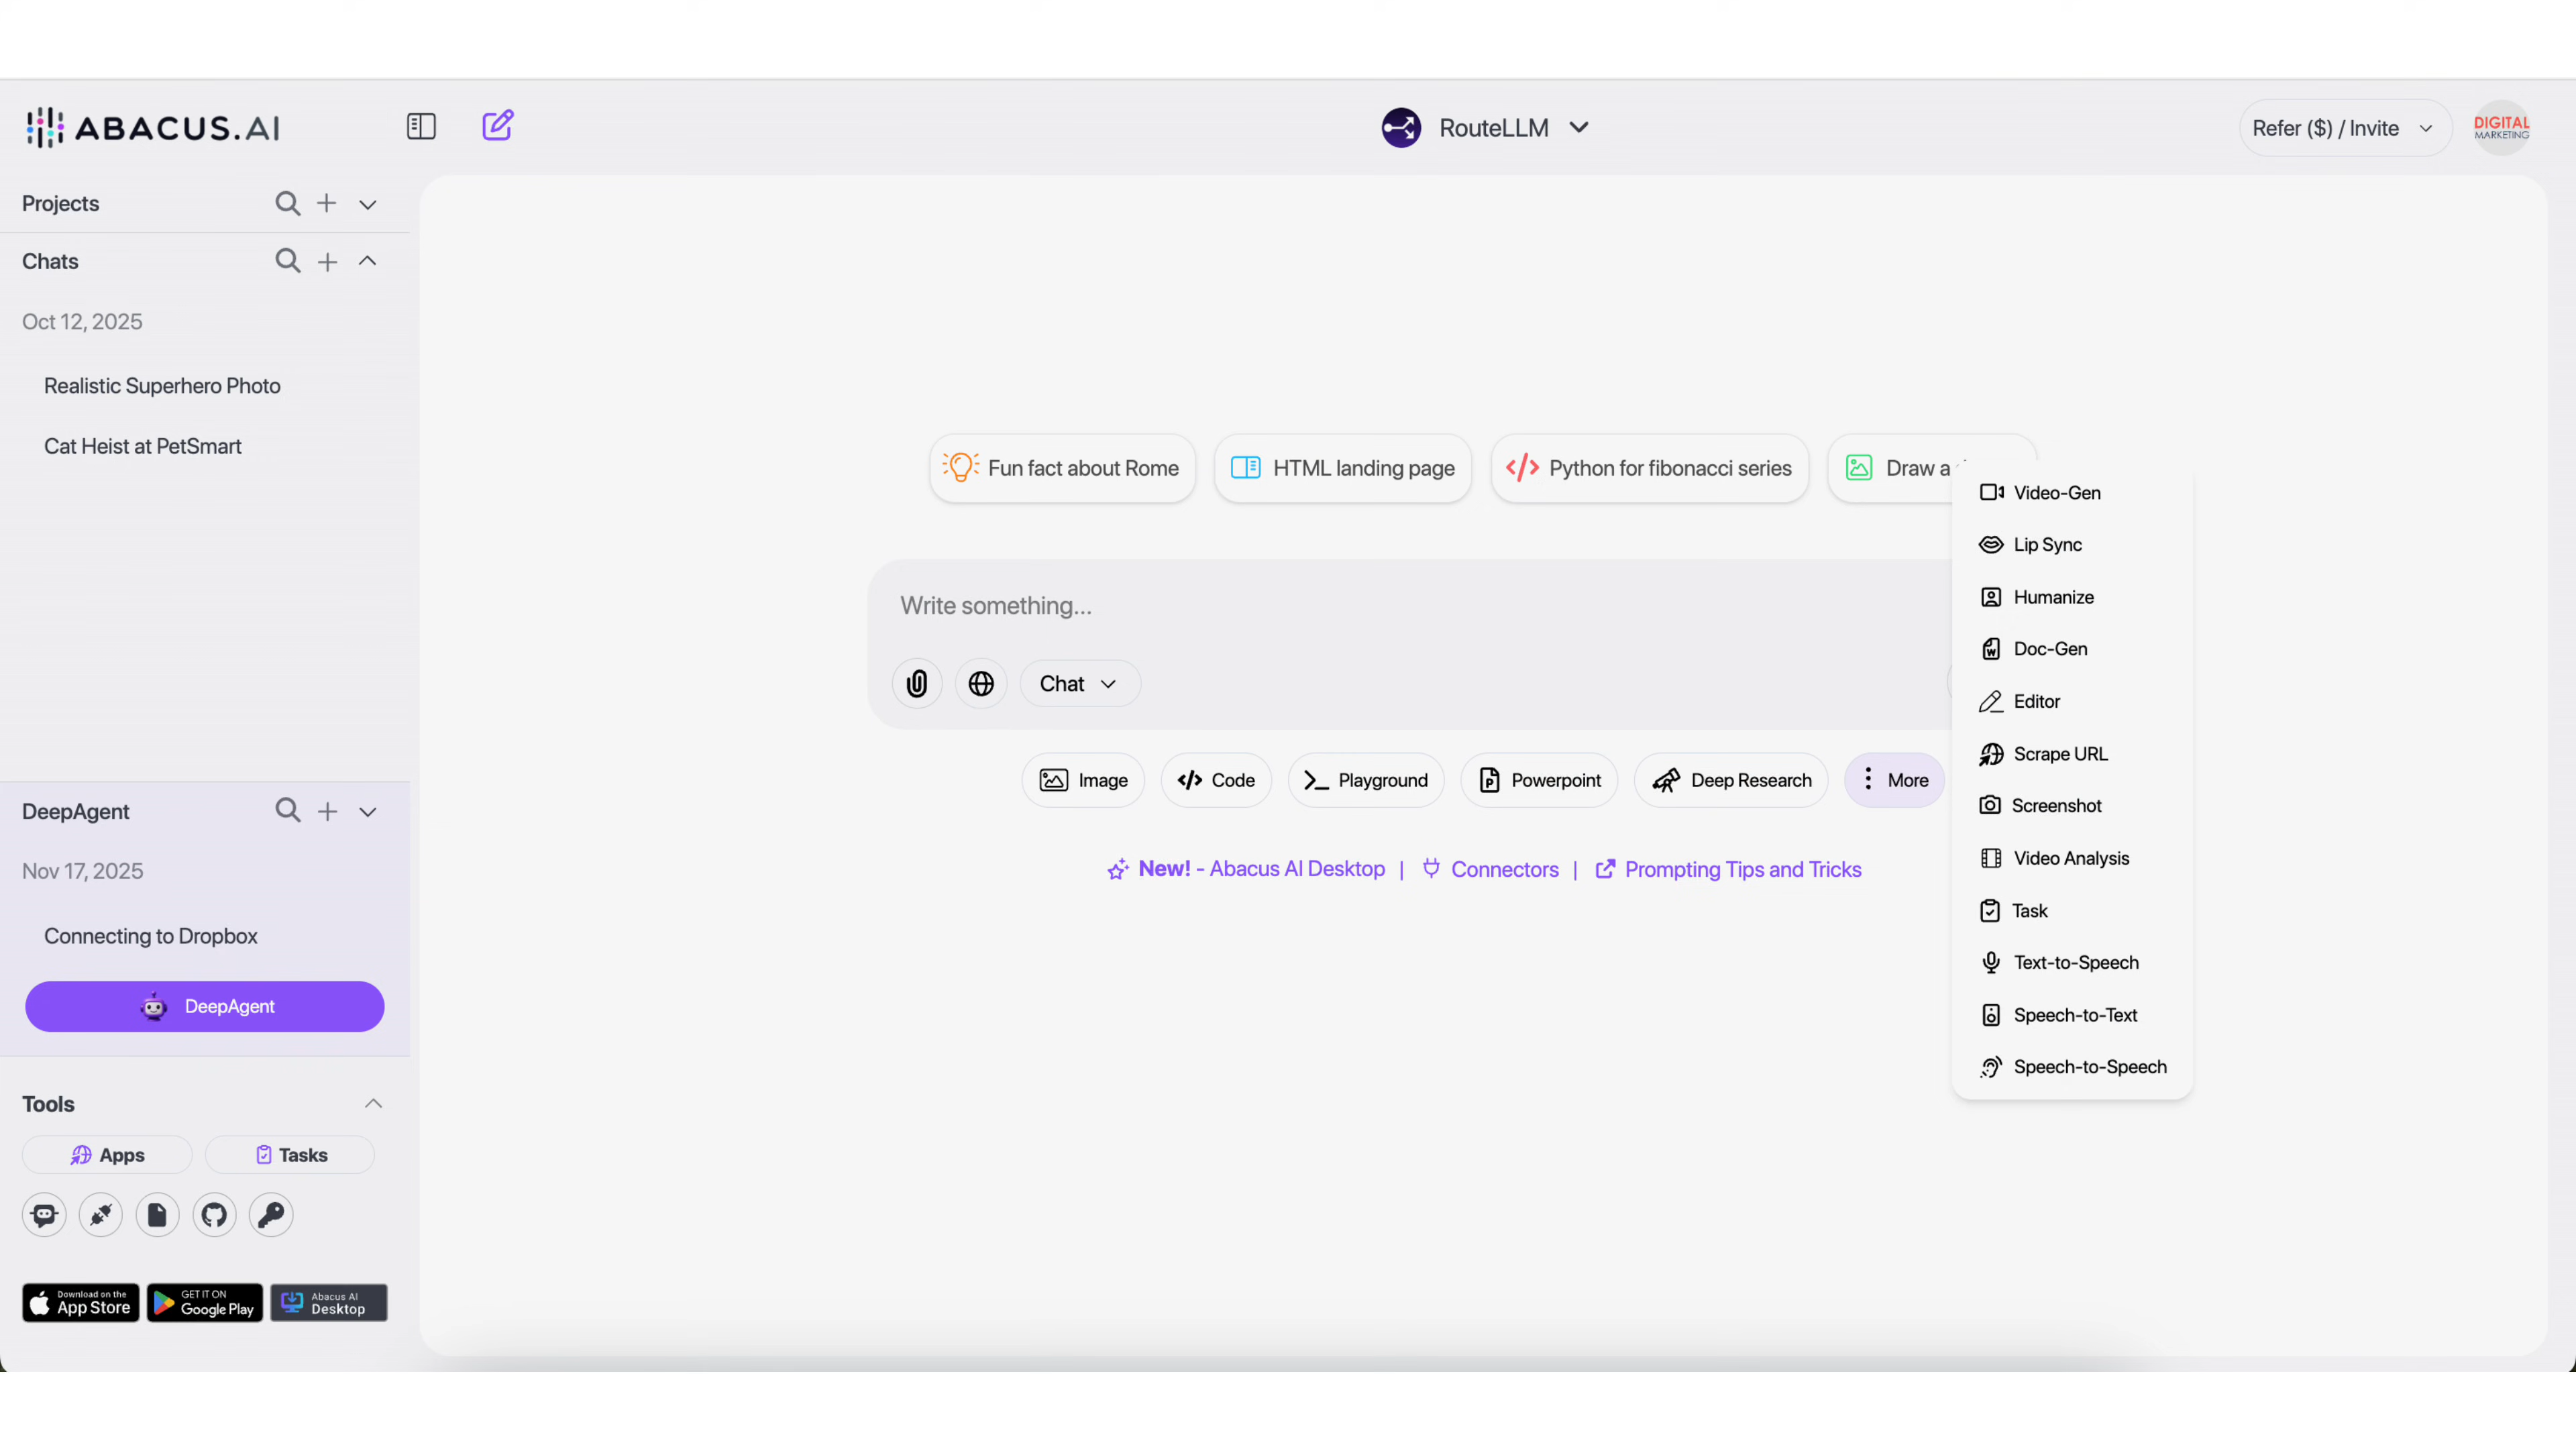 ABACUS.AI
RouteLLM
Refer ($) / Invite
DIGITAL
MARKETING
Projects
Chats
Oct 12, 2025
Realistic Superhero Photo
Cat Heist at PetSmart
DeepAgent
Nov 17, 2025
Connecting to Dropbox
DeepAgent
Tools
Apps
Tasks
Download on the
App Store
GET IT ON
Google Play
Abacus AI
Desktop
Fun fact about Rome
HTML landing page
Python for fibonacci series
Draw a
Write something...
Chat
Image
Code
Playground
Powerpoint
Deep Research
More
New! - Abacus AI Desktop | Connectors | Prompting Tips and Tricks
Video-Gen
Lip Sync
Humanize
Doc-Gen
Editor
Scrape URL
Screenshot
Video Analysis
Task
Text-to-Speech
Speech-to-Text
Speech-to-Speech